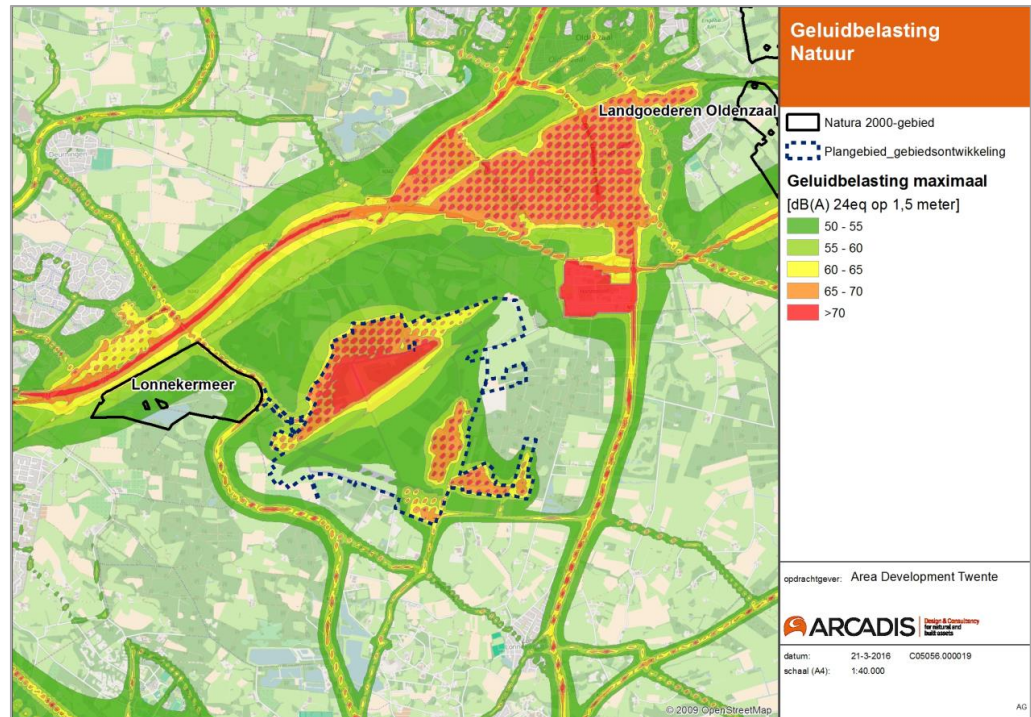 Geluidbelasting
Natuur
Natura 2000-gebied
Plangebied_gebiedsontwikkeling
Geluidbelasting maximaal
[dB(A) 24eq op 1,5 meter]
50 - 55
55 - 60
60 - 65
65 - 70
>70
Landgoederen Oldenzaal
Deurningen
Lonnekermeer
© 2009 OpenStreetMap
opdrachtgever: Area Development Twente
ARCADIS Design & Consultancy
for natural and
built assets
datum: 21-3-2016 C05056.000019
schaal (A4): 1:40.000
AG